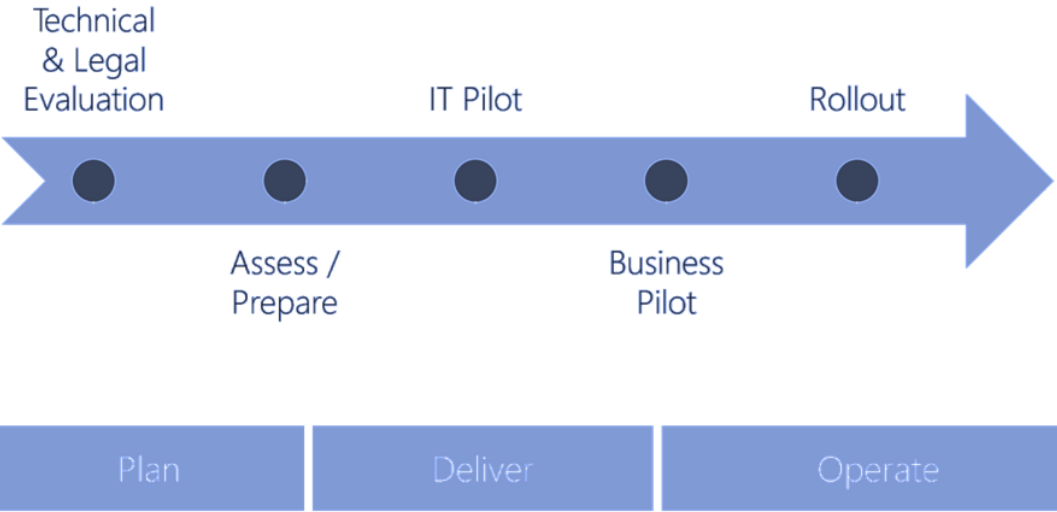 Technical
& Legal
Evaluation
IT Pilot
Rollout
Assess /
Prepare
Business
Pilot
Plan
Deliver
Operate